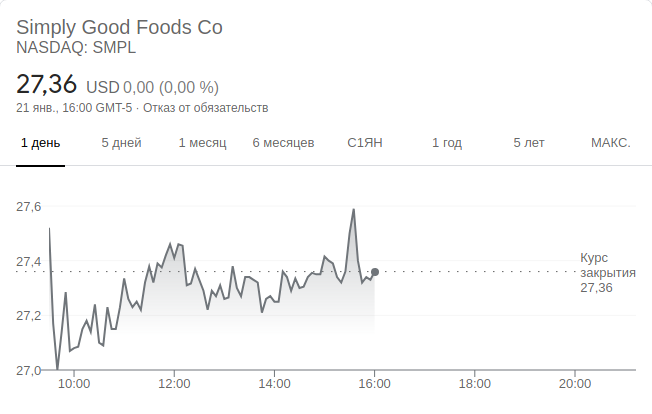 Simply Good Foods Co
NASDAQ: SMPL
27,36 USD 0,00 (0,00 %)
21 янв., 16:00 GMT-5 · Отказ от обязательств
1 день 5 дней 1 месяц 6 месяцев С1ЯН 1 год 5 лет МАКС.
27,6
27,4
27,2
27,0
Курс
закрытия
27,36
10:00 12:00 14:00 16:00 18:00 20:00